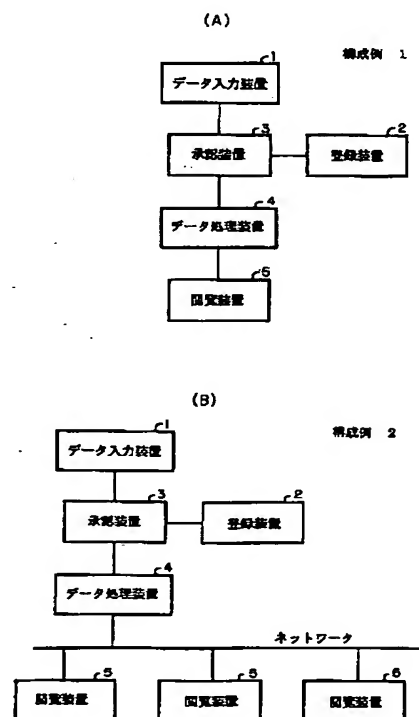 (A)
構成例 1
1
データ入力装置
3
承認装置
2
登録装置
4
データ処理装置
5
閲覧装置
(B)
構成例 2
1
データ入力装置
3
承認装置
2
登録装置
4
データ処理装置
ネットワーク
5 5 5
閲覧装置 閲覧装置 閲覧装置